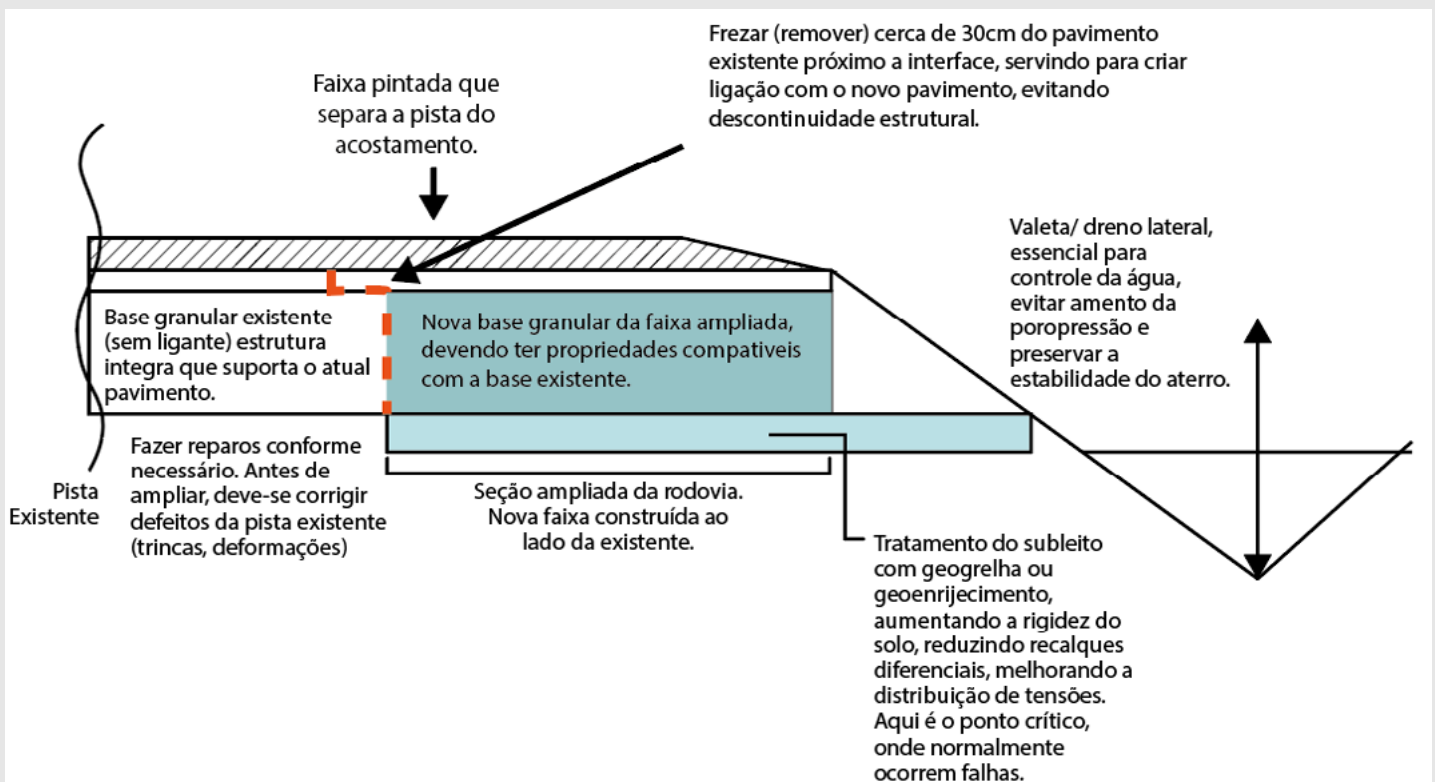 Frezar (remover) cerca de 30cm do pavimento
existente próximo a interface, servindo para criar
ligação com o novo pavimento, evitando
descontinuidade estrutural.
Faixa pintada que
separa a pista do
acostamento.
Valeta/ dreno lateral,
essencial para
controle da água,
evitar amento da
poropressão e
preservar a
estabilidade do aterro.
Base granular existente
(sem ligante) estrutura
integra que suporta o atual
pavimento.
Nova base granular da faixa ampliada,
devendo ter propriedades compativeis
com a base existente.
Pista
Existente
Fazer reparos conforme
necessário. Antes de
ampliar, deve-se corrigir
defeitos da pista existente
(trincas, deformações)
Seção ampliada da rodovia.
Nova faixa construída ao
lado da existente.
Tratamento do subleito
com geogrelha ou
geoenrijecimento,
aumentando a rigidez do
solo, reduzindo recalques
diferenciais, melhorando a
distribuição de tensões.
Aqui é o ponto crítico,
onde normalmente
ocorrem falhas.